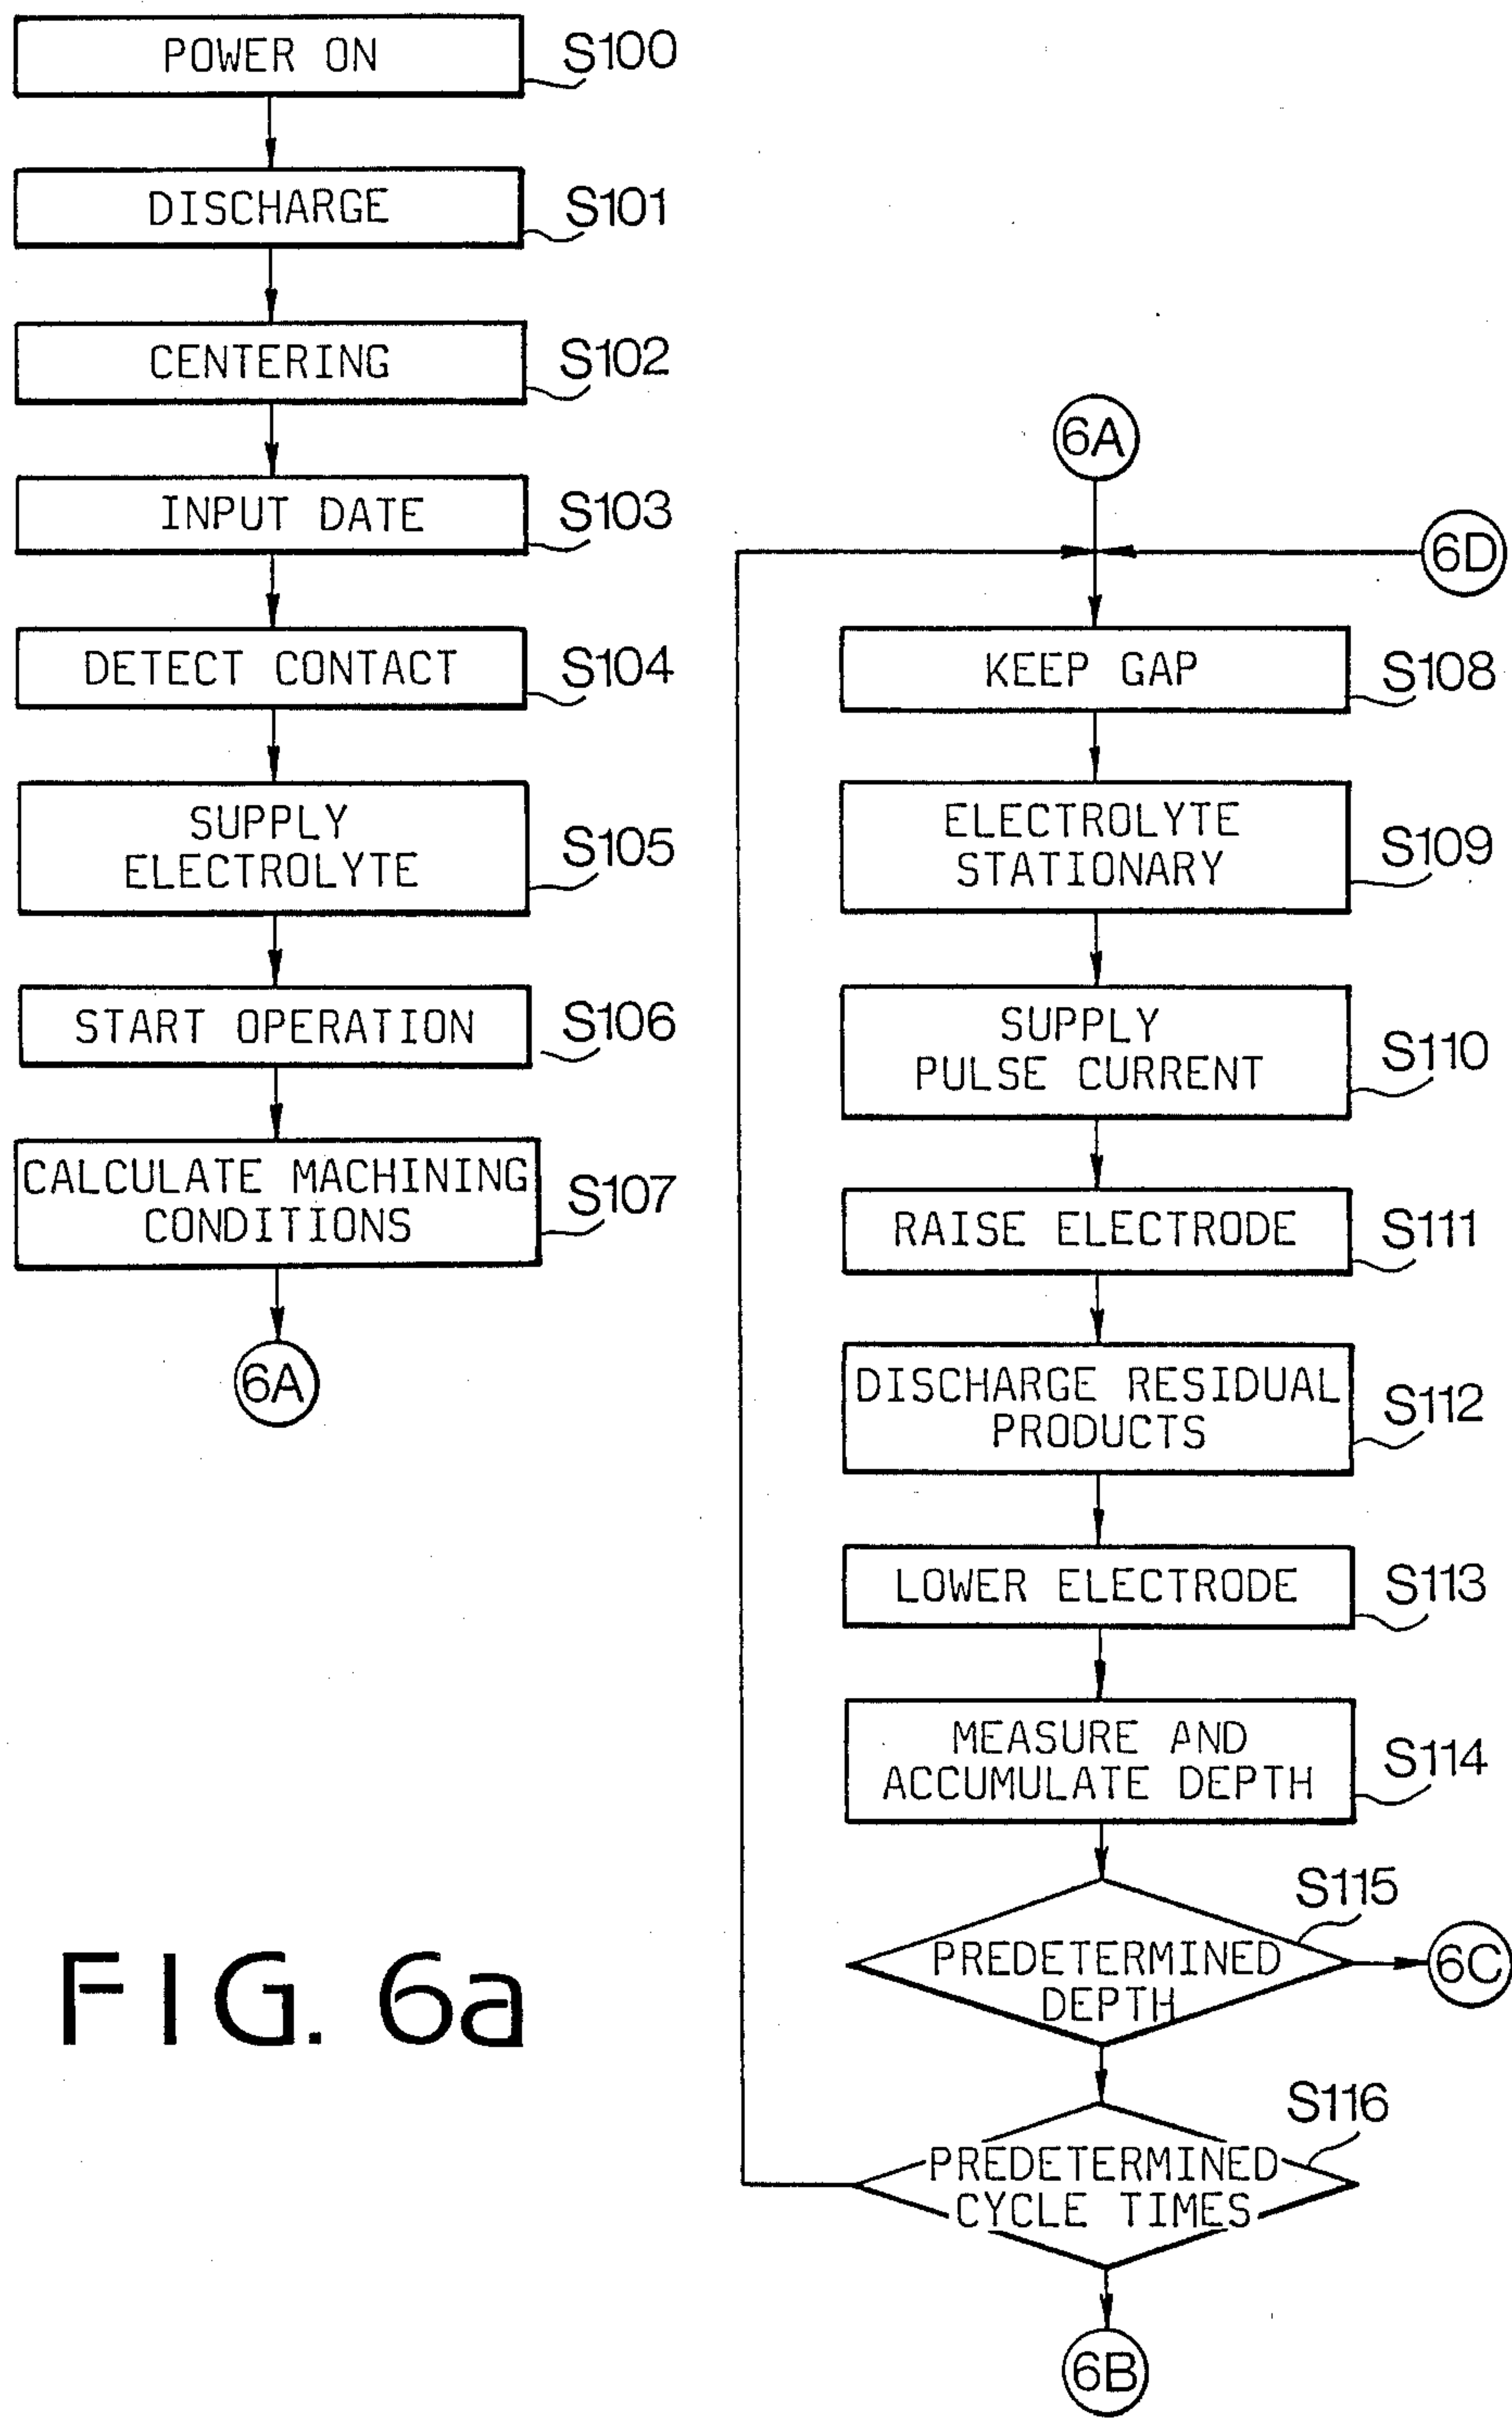 POWER ON
S100
DISCHARGE
S101
CENTERING
S102
INPUT DATE
S103
DETECT CONTACT
S104
SUPPLY
ELECTROLYTE
S105
START OPERATION
S106
CALCULATE MACHINING
CONDITIONS
S107
6A
6A
6D
KEEP GAP
S108
ELECTROLYTE
STATIONARY
S109
SUPPLY
PULSE CURRENT
S110
RAISE ELECTRODE
S111
DISCHARGE RESIDUAL
PRODUCTS
S112
LOWER ELECTRODE
S113
MEASURE AND
ACCUMULATE DEPTH
S114
S115
PREDETERMINED
DEPTH
6C
S116
PREDETERMINED
CYCLE TIMES
6B
FIG. 6a